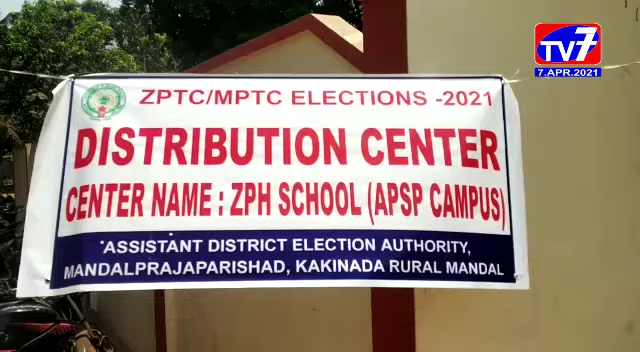 TV7
7.APR.2021
ZPTC/MPTC ELECTIONS -2021
DISTRIBUTION CENTER
CENTER NAME : ZPH SCHOOL (APSP CAMPUS)
ASSISTANT DISTRICT ELECTION AUTHORITY,
MANDALPRAJAPARISHAD, KAKINADA RURAL MANDAL